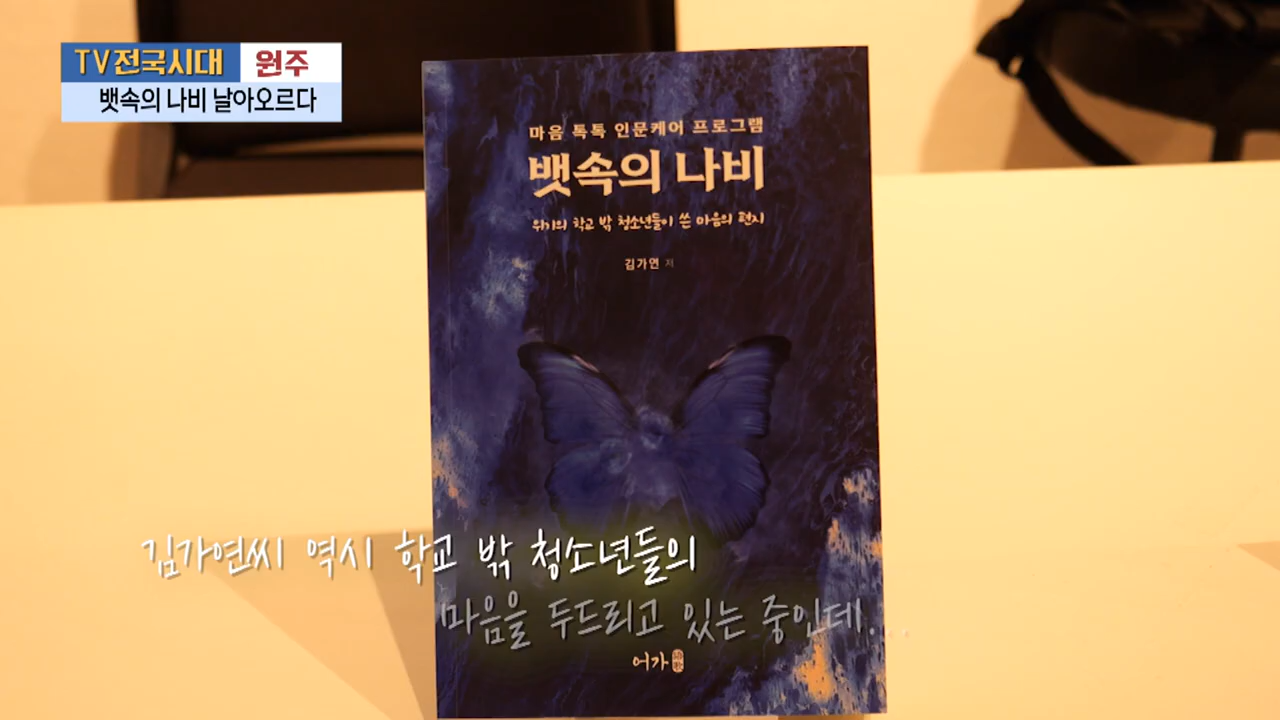 TV전국시대 원주
뱃속의 나비 날아오르다
마음 톡톡 인문케어 프로그램
뱃속의 나비
위기의 학교 밖 청소년들이 쓴 마음의 편지
김가연 저
김가연씨 역시 학교 밖 청소년들의
마음을 두드리고 있는 중인데...
어가